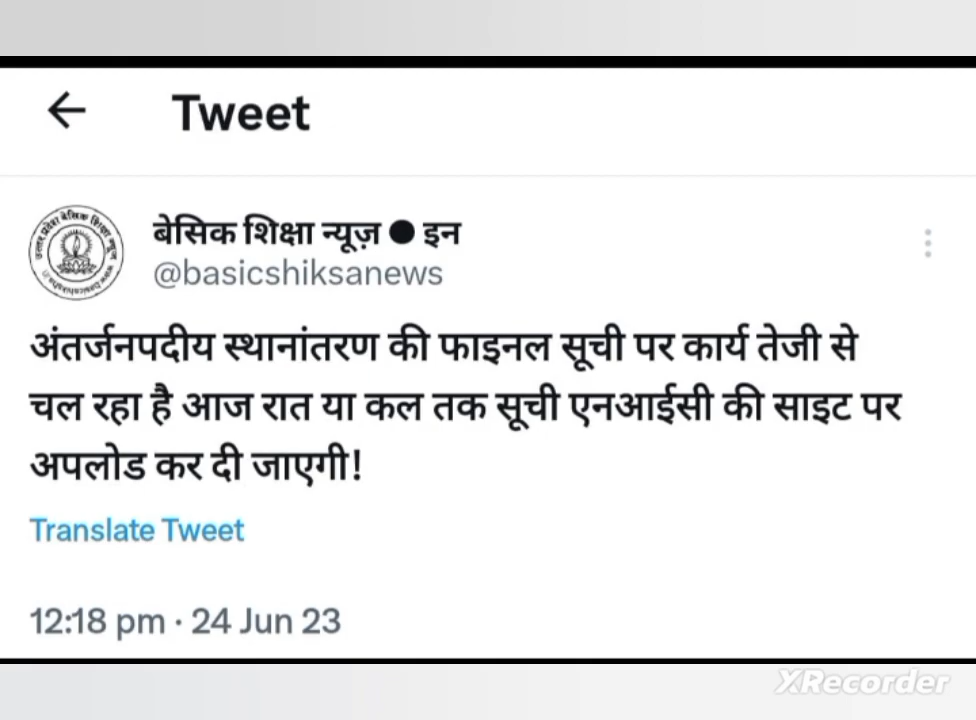 Tweet
बेसिक शिक्षा न्यूज़ ● इन
@basicshiksanews
अंतर्जनपदीय स्थानांतरण की फाइनल सूची पर कार्य तेजी से
चल रहा है आज रात या कल तक सूची एनआईसी की साइट पर
अपलोड कर दी जाएगी!
Translate Tweet
12:18 pm · 24 Jun 23
XRecorder